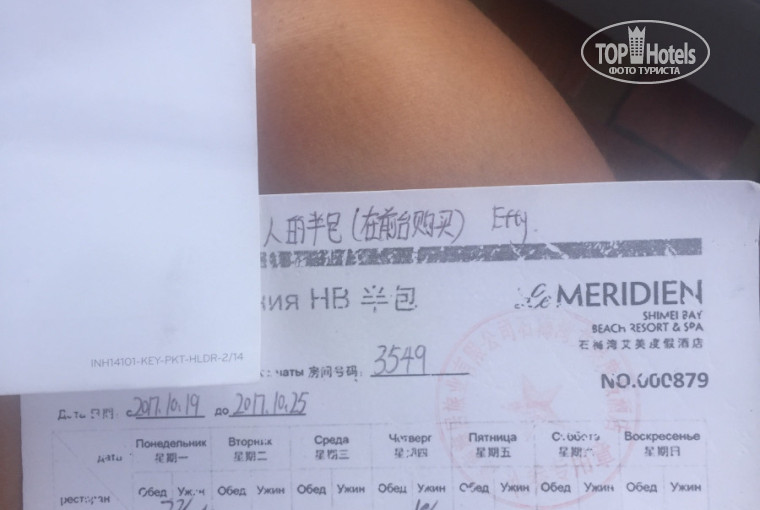 TOP Hotels
ФОТО ТУРИСТА
人的半包(在前台购买) Effy.
ния HB 半包
Le MERIDIEN
SHIMEI BAY
BEACH RESORT & SPA
石梅湾艾美度假酒店
INH14101-KEY-PKT-HLDR-2/14
наты 房间号码: 3549
NO.000879
Даты 日期: с 2017.10.19 до 2017.10.25
Даты Понедельник Вторник Среда Четверг Пятница Суббота Воскресенье
星期一 星期二 星期三 星期四 星期五 星期六 星期日
ресторан Обед Ужин Обед Ужин Обед Ужин Обед Ужин Обед Ужин Обед Ужин Обед Ужин